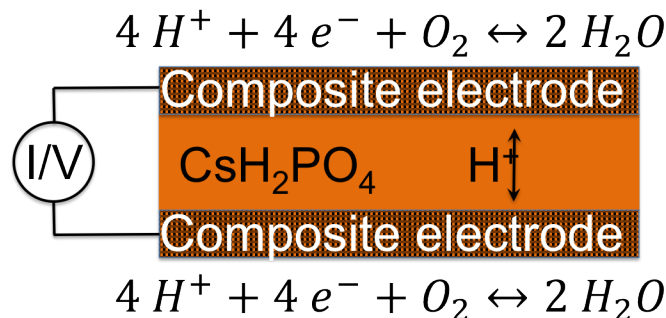 4 H⁺ + 4 e⁻ + O₂ ↔ 2 H₂O
Composite electrode
I/V
CsH₂PO₄ H⁺
Composite electrode
4 H⁺ + 4 e⁻ + O₂ ↔ 2 H₂O